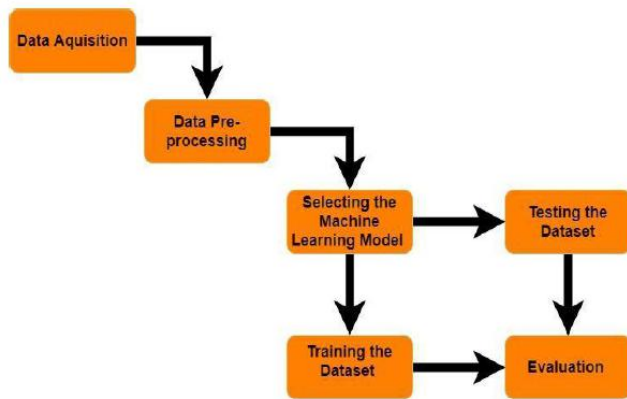 Data Aquisition
Data Pre-
processing
Selecting the
Machine
Learning Model
Testing the
Dataset
Training the
Dataset
Evaluation